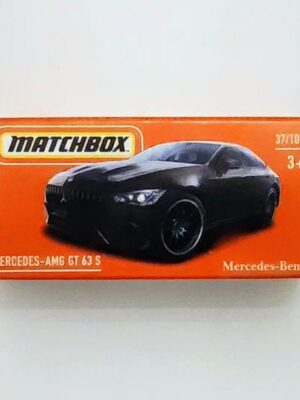 MATCHBOX
37/10
3+
ERCEDES-AMG GT 63 S
Mercedes-Ben